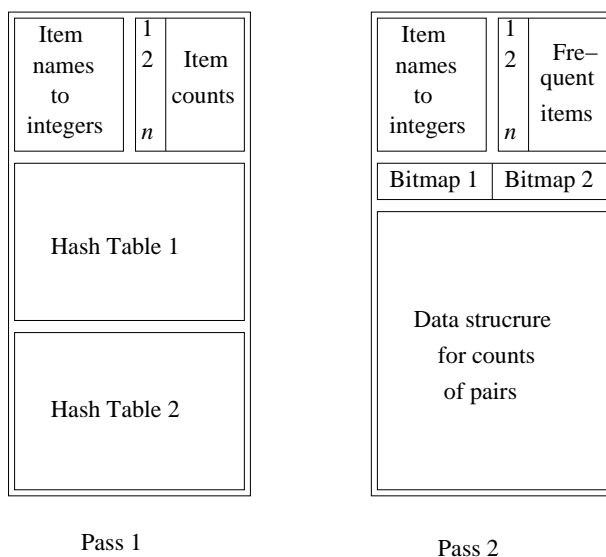 Item
names
to
integers
1
2
n
Item
counts
Hash Table 1
Hash Table 2
Pass 1
Item
names
to
integers
1
2
n
Fre–
quent
items
Bitmap 1
Bitmap 2
Data strucrure
for counts
of pairs
Pass 2